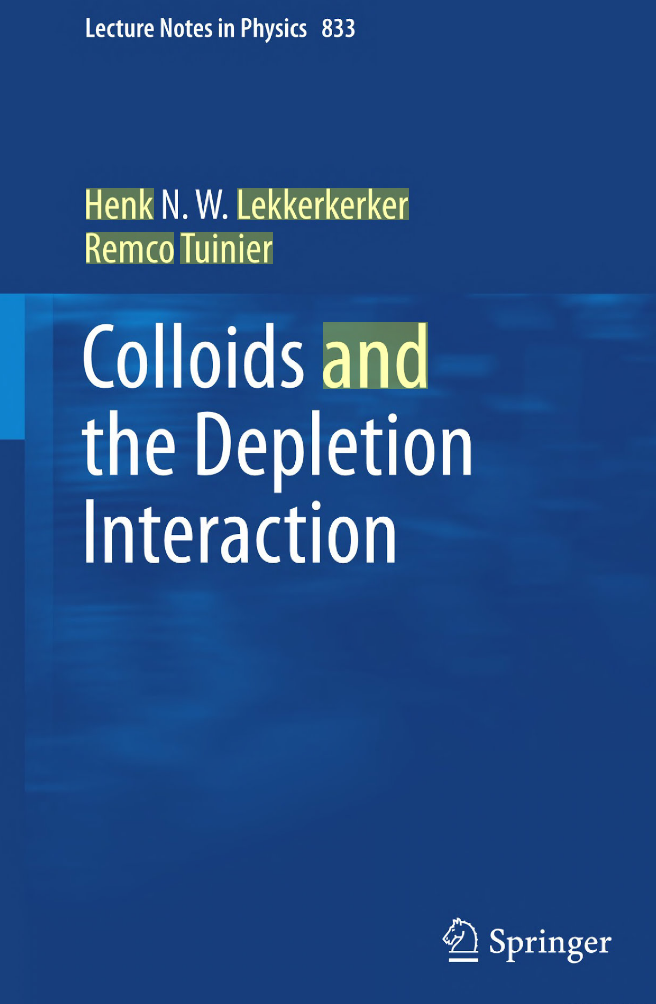 Lecture Notes in Physics 833
Henk N. W. Lekkerkerker
Remco Tuinier
Colloids and
the Depletion
Interaction
Springer